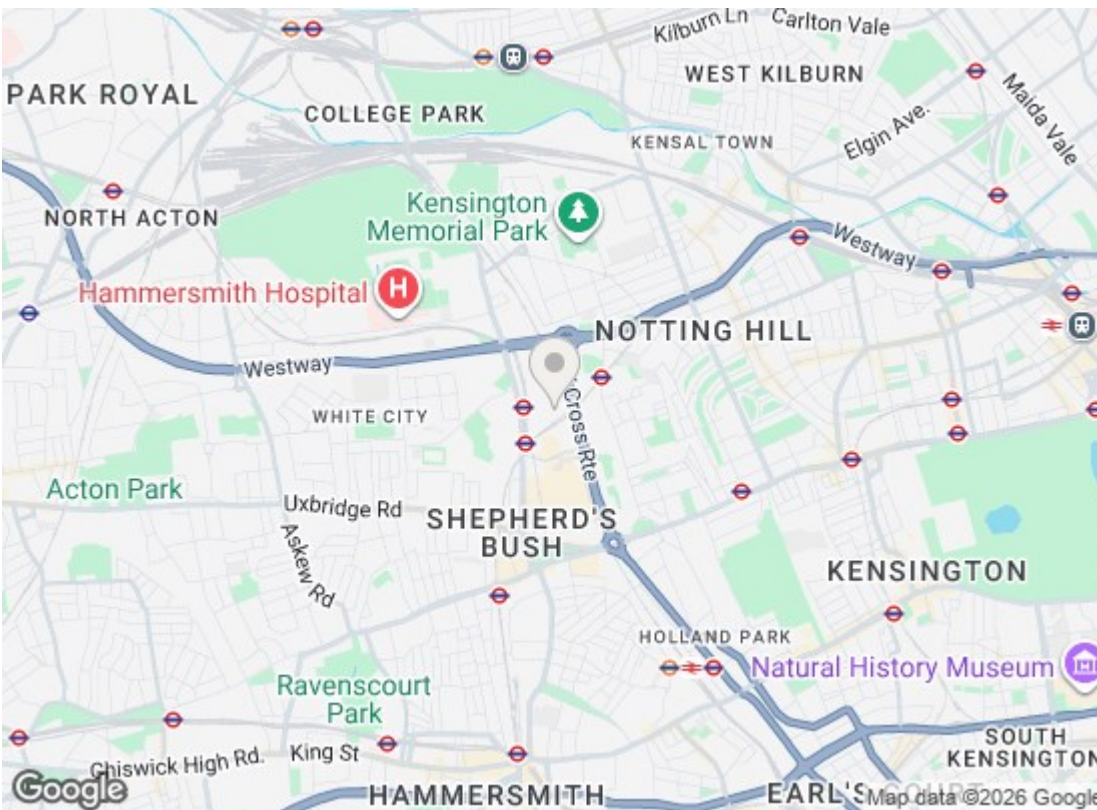 Kilburn Ln
Carlton Vale
PARK ROYAL
WEST KILBURN
Maida Vale
COLLEGE PARK
Elgin Ave.
KENSAL TOWN
NORTH ACTON
Kensington
Memorial Park
Westway
Hammersmith Hospital
H
NOTTING HILL
Westway
Cross Rte
WHITE CITY
Acton Park
Uxbridge Rd
SHEPHERD'S
BUSH
Askew Rd
KENSINGTON
HOLLAND PARK
Natural History Museum
Ravenscourt
Park
SOUTH
KENSINGTON
Chiswick High Rd.
King St
Google
HAMMERSMITH
EARL'S COURT
Map data ©2026 Google